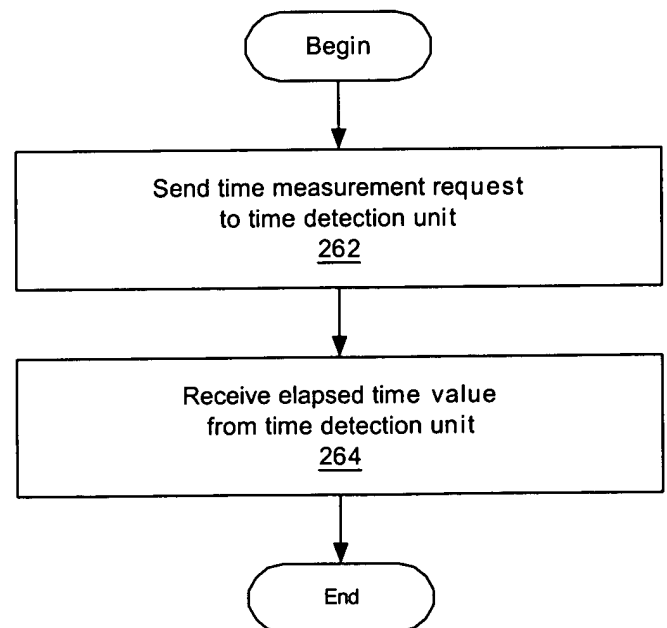 Begin
Send time measurement request
to time detection unit
262
Receive elapsed time value
from time detection unit
264
End